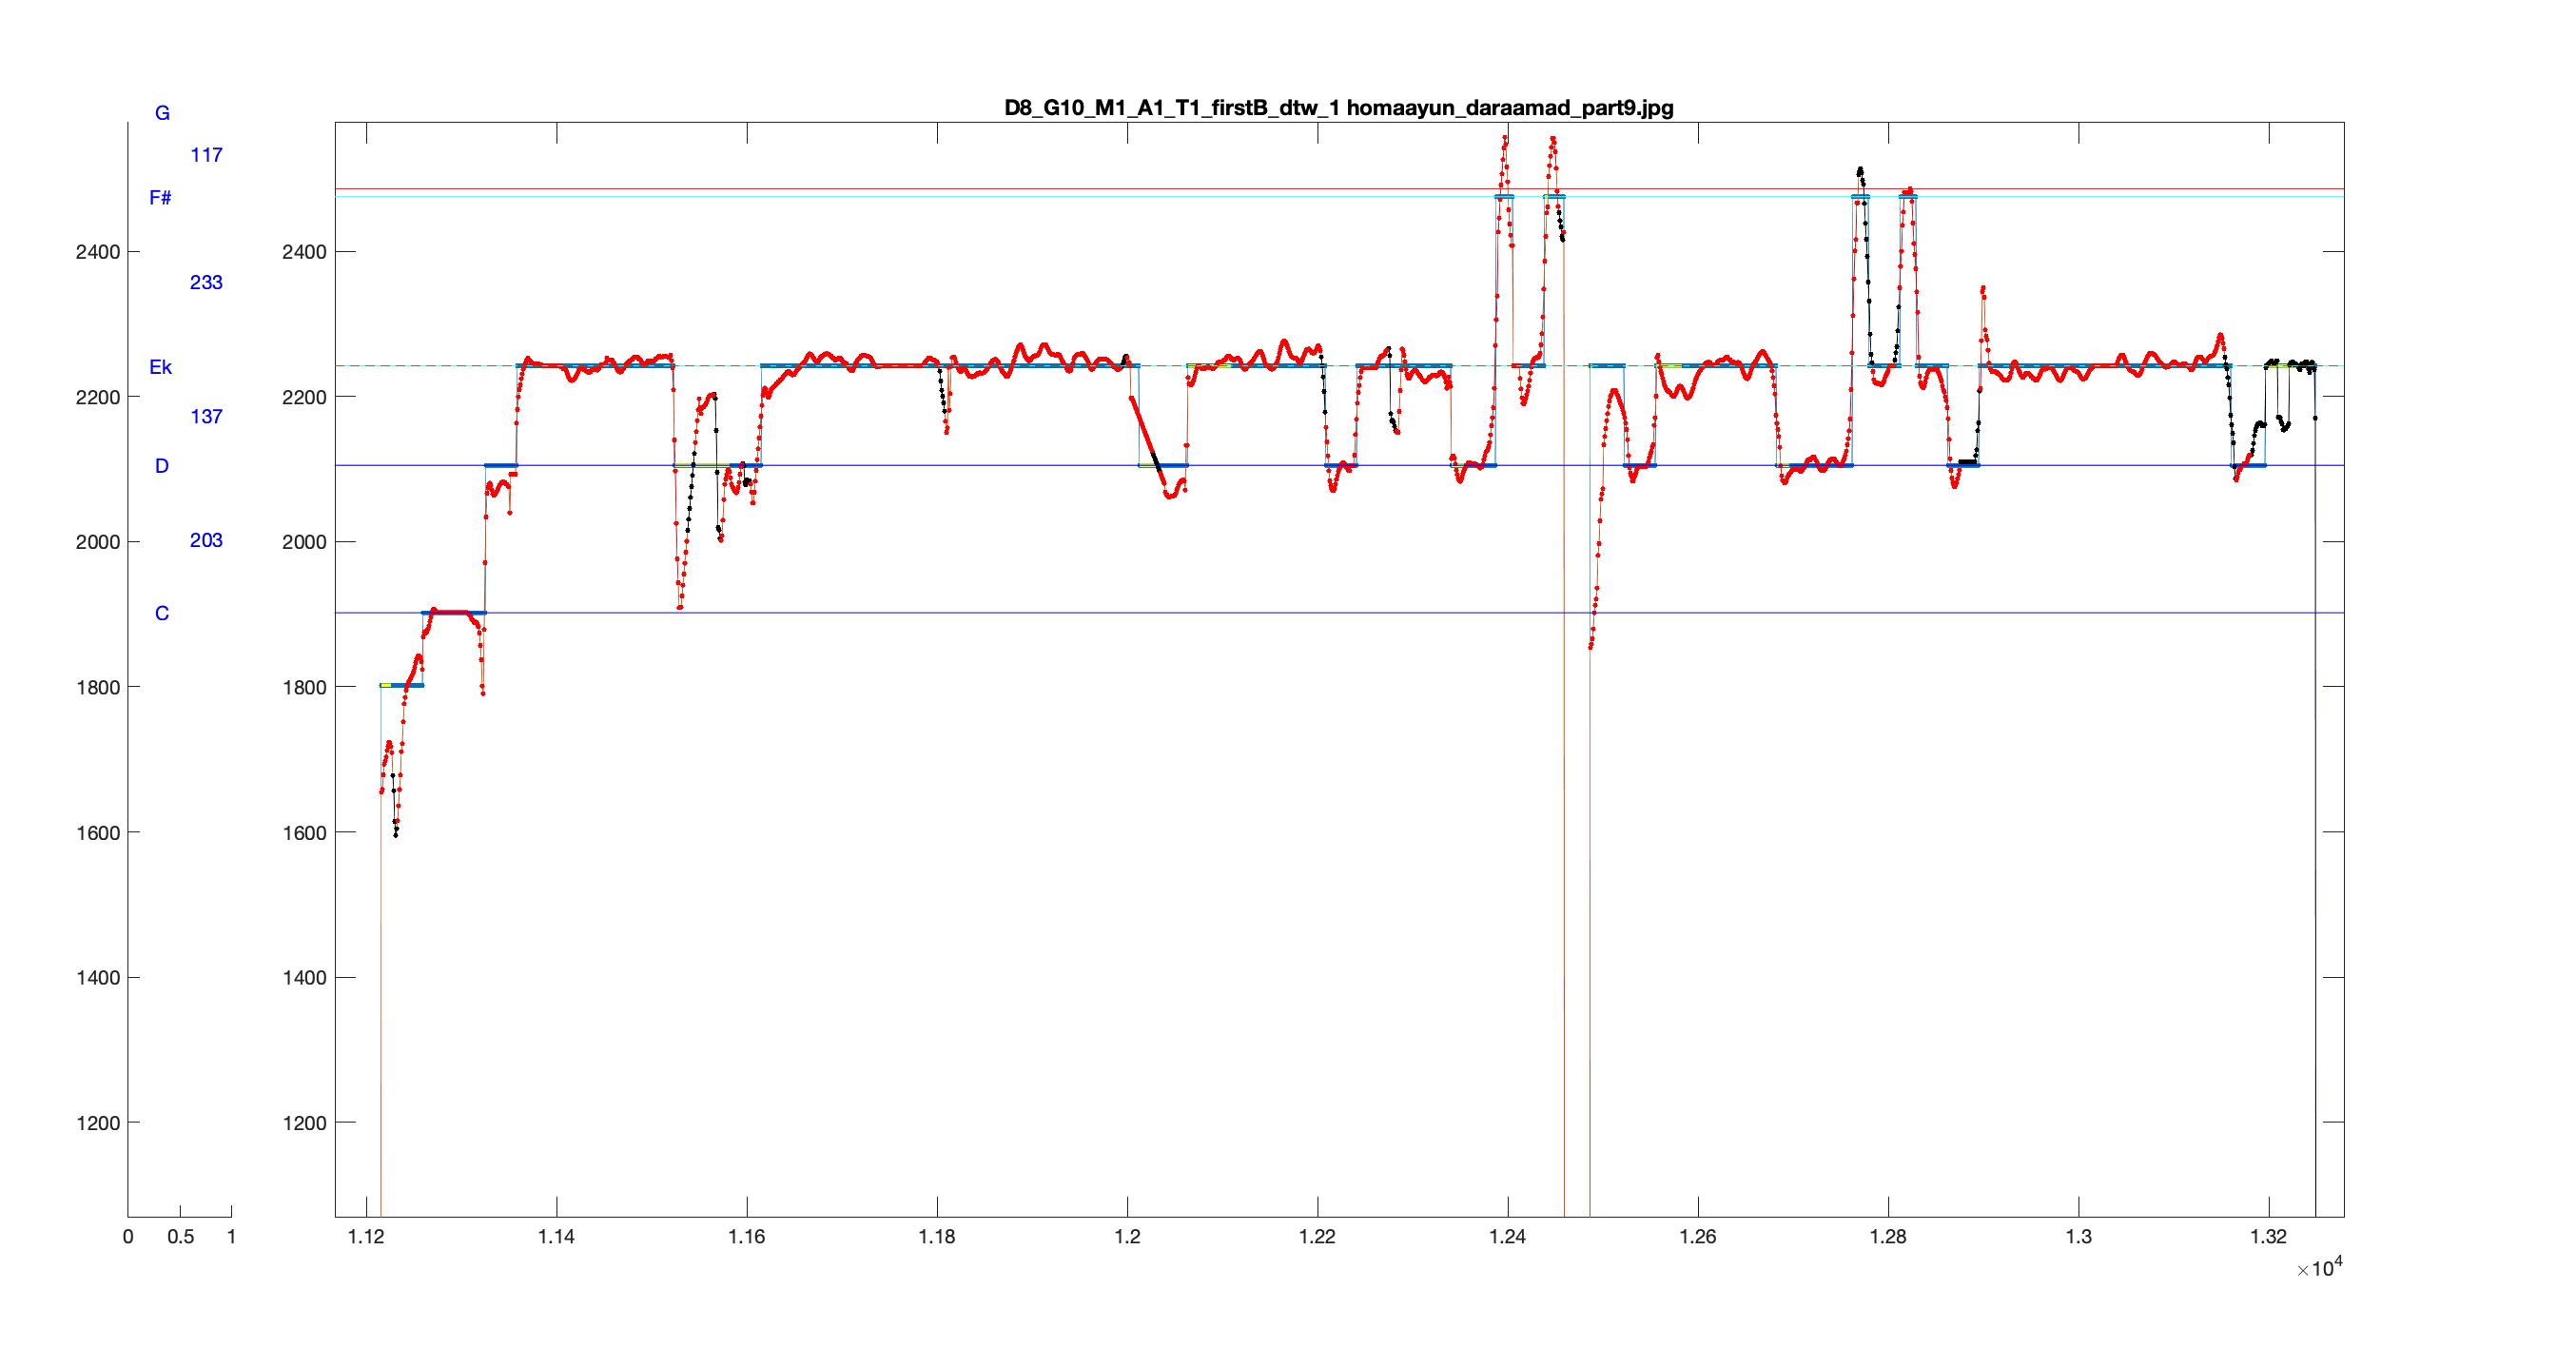 D8_G10_M1_A1_T1_firstB_dtw_1 homaayun_daraamad_part9.jpg
G
117
F#
2400
233
2400
Ek
2200
137
2200
D
2000
203
2000
C
1800
1800
1600
1600
1400
1400
1200
1200
0 0.5 1
1.12 1.14 1.16 1.18 1.2 1.22 1.24 1.26 1.28 1.3 1.32
×10^4